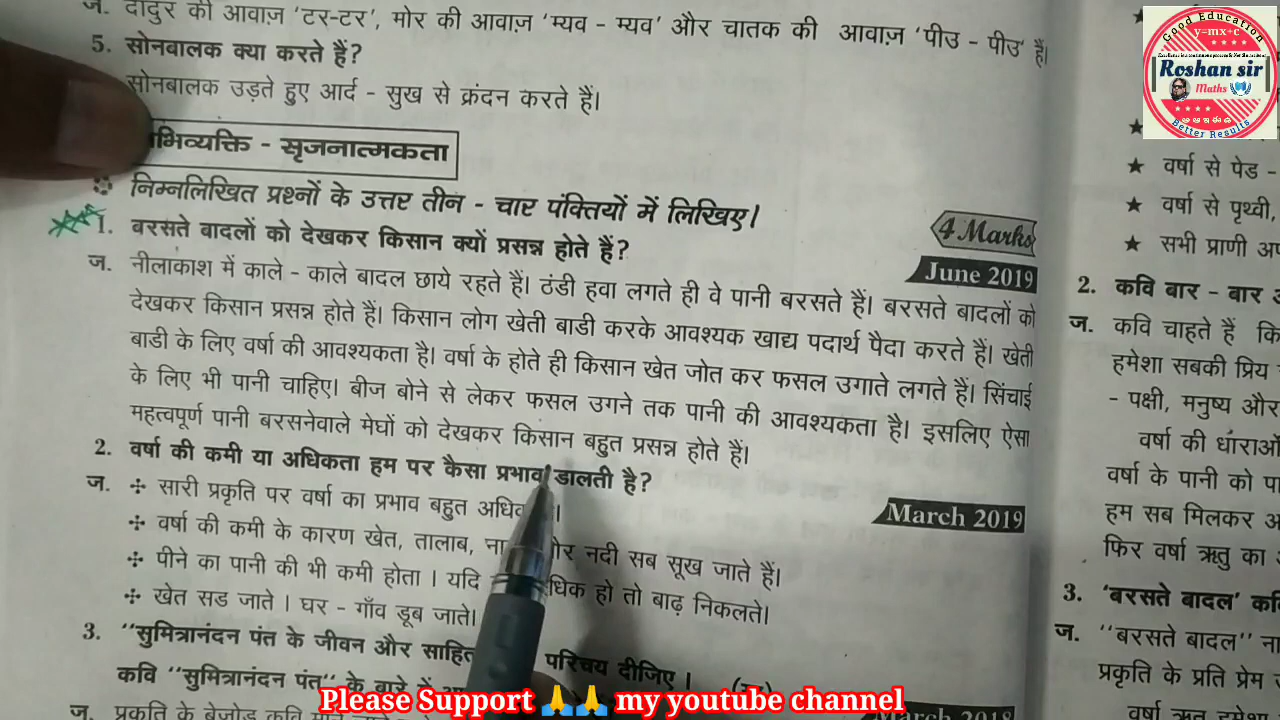 ज. दादुर की आवाज़ 'टर-टर', मोर की आवाज़ 'म्यव - म्यव' और चातक की आवाज़ 'पीउ - पीउ' हैं।
5. सोनवालक क्या करते हैं?
सोनबालक उड़ते हुए आर्द - सुख से क्रंदन करते हैं।
भिव्यक्ति - सृजनात्मकता
निम्नलिखित प्रश्नों के उत्तर तीन - चार पंक्तियों में लिखिए।
4 Marks
1. बरसते बादलों को देखकर किसान क्यों प्रसन्न होते हैं?
June 2019
ज. नीलाकाश में काले - काले बादल छाये रहते हैं। ठंडी हवा लगते ही वे पानी बरसते हैं। बरसते बादलों को
देखकर किसान प्रसन्न होते हैं। किसान लोग खेती बाडी करके आवश्यक खाद्य पदार्थ पैदा करते हैं। खेती
बाडी के लिए वर्षा की आवश्यकता है। वर्षा के होते ही किसान खेत जोत कर फसल उगाते लगते हैं। सिंचाई
के लिए भी पानी चाहिए। बीज बोने से लेकर फसल उगने तक पानी की आवश्यकता है। इसलिए ऐसा
महत्वपूर्ण पानी बरसनेवाले मेघों को देखकर किसान बहुत प्रसन्न होते हैं।
2. वर्षा की कमी या अधिकता हम पर कैसा प्रभाव डालती है?
March 2019
ज. सारी प्रकृति पर वर्षा का प्रभाव बहुत
वर्षा की कमी के कारण खेत, तालाब, नदी सब सूख जाते हैं।
पीने का पानी की भी कमी होता । यदि हो तो बाढ़ निकलते।
खेत सड जाते । घर - गाँव डूब जाते।
3. "सुमित्रानंदन पंत के जीवन और परिचय दीजिए।
कवि "सुमित्रानंदन पंत" के बारे में
ज. प्रकृति के बेजोड़ कवि
★ वर्षा से पेड -
★ वर्षा से पृथ्वी,
★ सभी प्राणी
2. कवि बार - बार
ज. कवि चाहते हैं
हमेशा सबकी प्रिय
- पक्षी, मनुष्य और
वर्षा की धाराओं
वर्षा के पानी को
हम सब मिलकर
फिर वर्षा ऋतु का
3. 'बरसते बादल'
ज. "बरसते बादल"
प्रकृति के प्रति प्रेम
वर्षा ऋतु हमेशा
Good Education
y=mx+c
Roshan sir
Maths
Better Results
Please Support 🙏🙏 my youtube channel